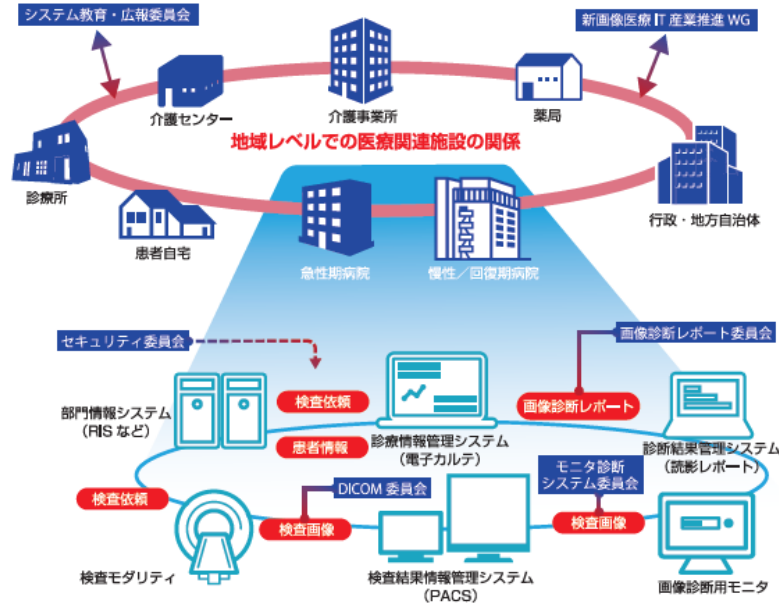 システム教育・広報委員会
新画像医療 IT 産業推進 WG
介護センター
介護事業所
薬局
地域レベルでの医療関連施設の関係
診療所
患者自宅
急性期病院
慢性／回復期病院
行政・地方自治体
セキュリティ委員会
画像診断レポート委員会
部門情報システム
（RIS など）
検査依頼
患者情報
診療情報管理システム
（電子カルテ）
画像診断レポート
診断結果管理システム
（読影レポート）
検査依頼
DICOM 委員会
モニタ診断
システム委員会
検査画像
検査画像
検査モダリティ
検査結果情報管理システム
（PACS）
画像診断用モニタ